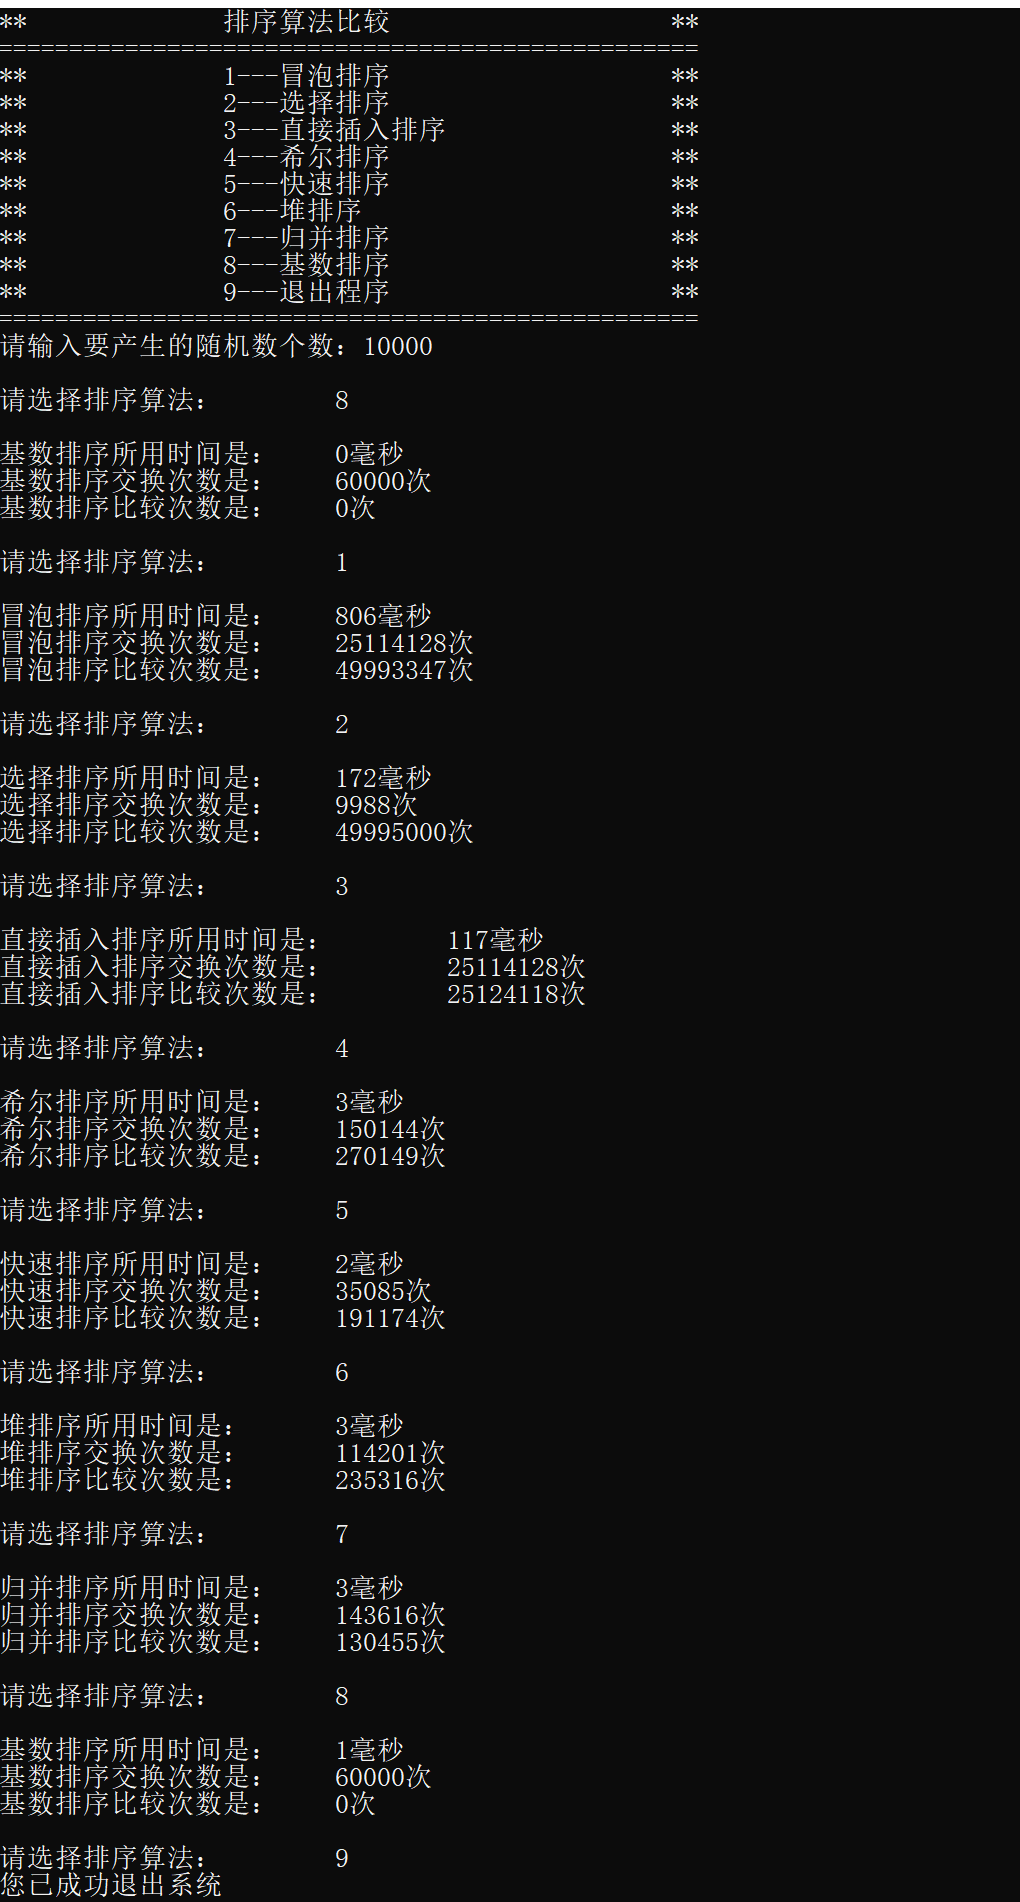 ** 排序算法比较 **
==================================================
** 1---冒泡排序 **
** 2---选择排序 **
** 3---直接插入排序 **
** 4---希尔排序 **
** 5---快速排序 **
** 6---堆排序 **
** 7---归并排序 **
** 8---基数排序 **
** 9---退出程序 **
==================================================
请输入要产生的随机数个数：10000
请选择排序算法： 8
基数排序所用时间是： 0毫秒
基数排序交换次数是： 60000次
基数排序比较次数是： 0次
请选择排序算法： 1
冒泡排序所用时间是： 806毫秒
冒泡排序交换次数是： 25114128次
冒泡排序比较次数是： 49993347次
请选择排序算法： 2
选择排序所用时间是： 172毫秒
选择排序交换次数是： 9988次
选择排序比较次数是： 49995000次
请选择排序算法： 3
直接插入排序所用时间是： 117毫秒
直接插入排序交换次数是： 25114128次
直接插入排序比较次数是： 25124118次
请选择排序算法： 4
希尔排序所用时间是： 3毫秒
希尔排序交换次数是： 150144次
希尔排序比较次数是： 270149次
请选择排序算法： 5
快速排序所用时间是： 2毫秒
快速排序交换次数是： 35085次
快速排序比较次数是： 191174次
请选择排序算法： 6
堆排序所用时间是： 3毫秒
堆排序交换次数是： 114201次
堆排序比较次数是： 235316次
请选择排序算法： 7
归并排序所用时间是： 3毫秒
归并排序交换次数是： 143616次
归并排序比较次数是： 130455次
请选择排序算法： 8
基数排序所用时间是： 1毫秒
基数排序交换次数是： 60000次
基数排序比较次数是： 0次
请选择排序算法： 9
您已成功退出系统